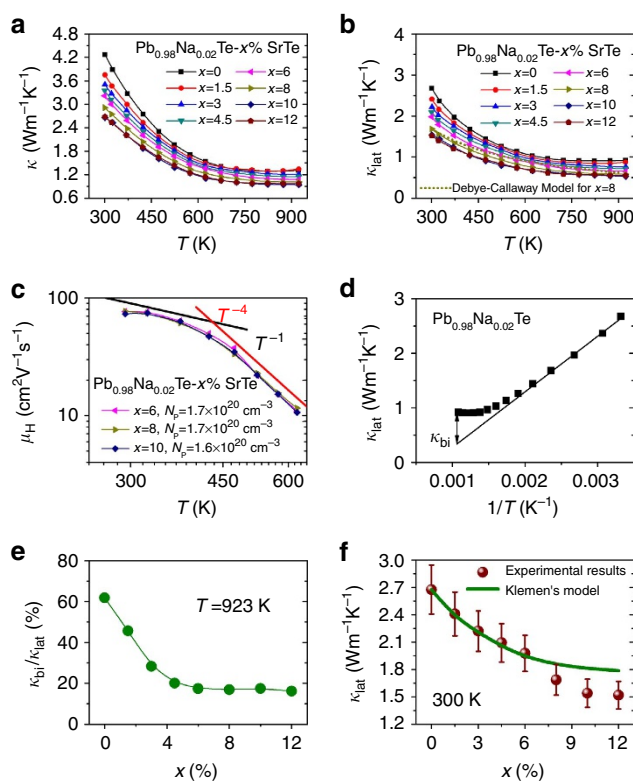 a
Pb0.98Na0.02Te-x% SrTe
x=0 x=6
x=1.5 x=8
x=3 x=10
x=4.5 x=12
4.8
4.2
3.6
3.0
2.4
1.8
1.2
0.6
κ (Wm⁻¹K⁻¹)
300 450 600 750 900
T (K)
b
Pb0.98Na0.02Te-x% SrTe
x=0 x=6
x=1.5 x=8
x=3 x=10
x=4.5 x=12
Debye-Callaway Model for x=8
4
3
2
1
0
κlat (Wm⁻¹K⁻¹)
300 450 600 750 900
T (K)
c
T⁻⁴
T⁻¹
Pb0.98Na0.02Te-x% SrTe
x=6, NP=1.7×10²⁰ cm⁻³
x=8, NP=1.7×10²⁰ cm⁻³
x=10, NP=1.6×10²⁰ cm⁻³
100
10
μH (cm²V⁻¹s⁻¹)
300 450 600
T (K)
d
Pb0.98Na0.02Te
κbi
3
2
1
0
κlat (Wm⁻¹K⁻¹)
0.001 0.002 0.003
1/T (K⁻¹)
e
T=923 K
80
60
40
20
0
κbi/κlat (%)
0 4 8 12
x (%)
f
Experimental results
Klemen's model
300 K
3.0
2.7
2.4
2.1
1.8
1.5
1.2
κlat (Wm⁻¹K⁻¹)
0 3 6 9 12
x (%)